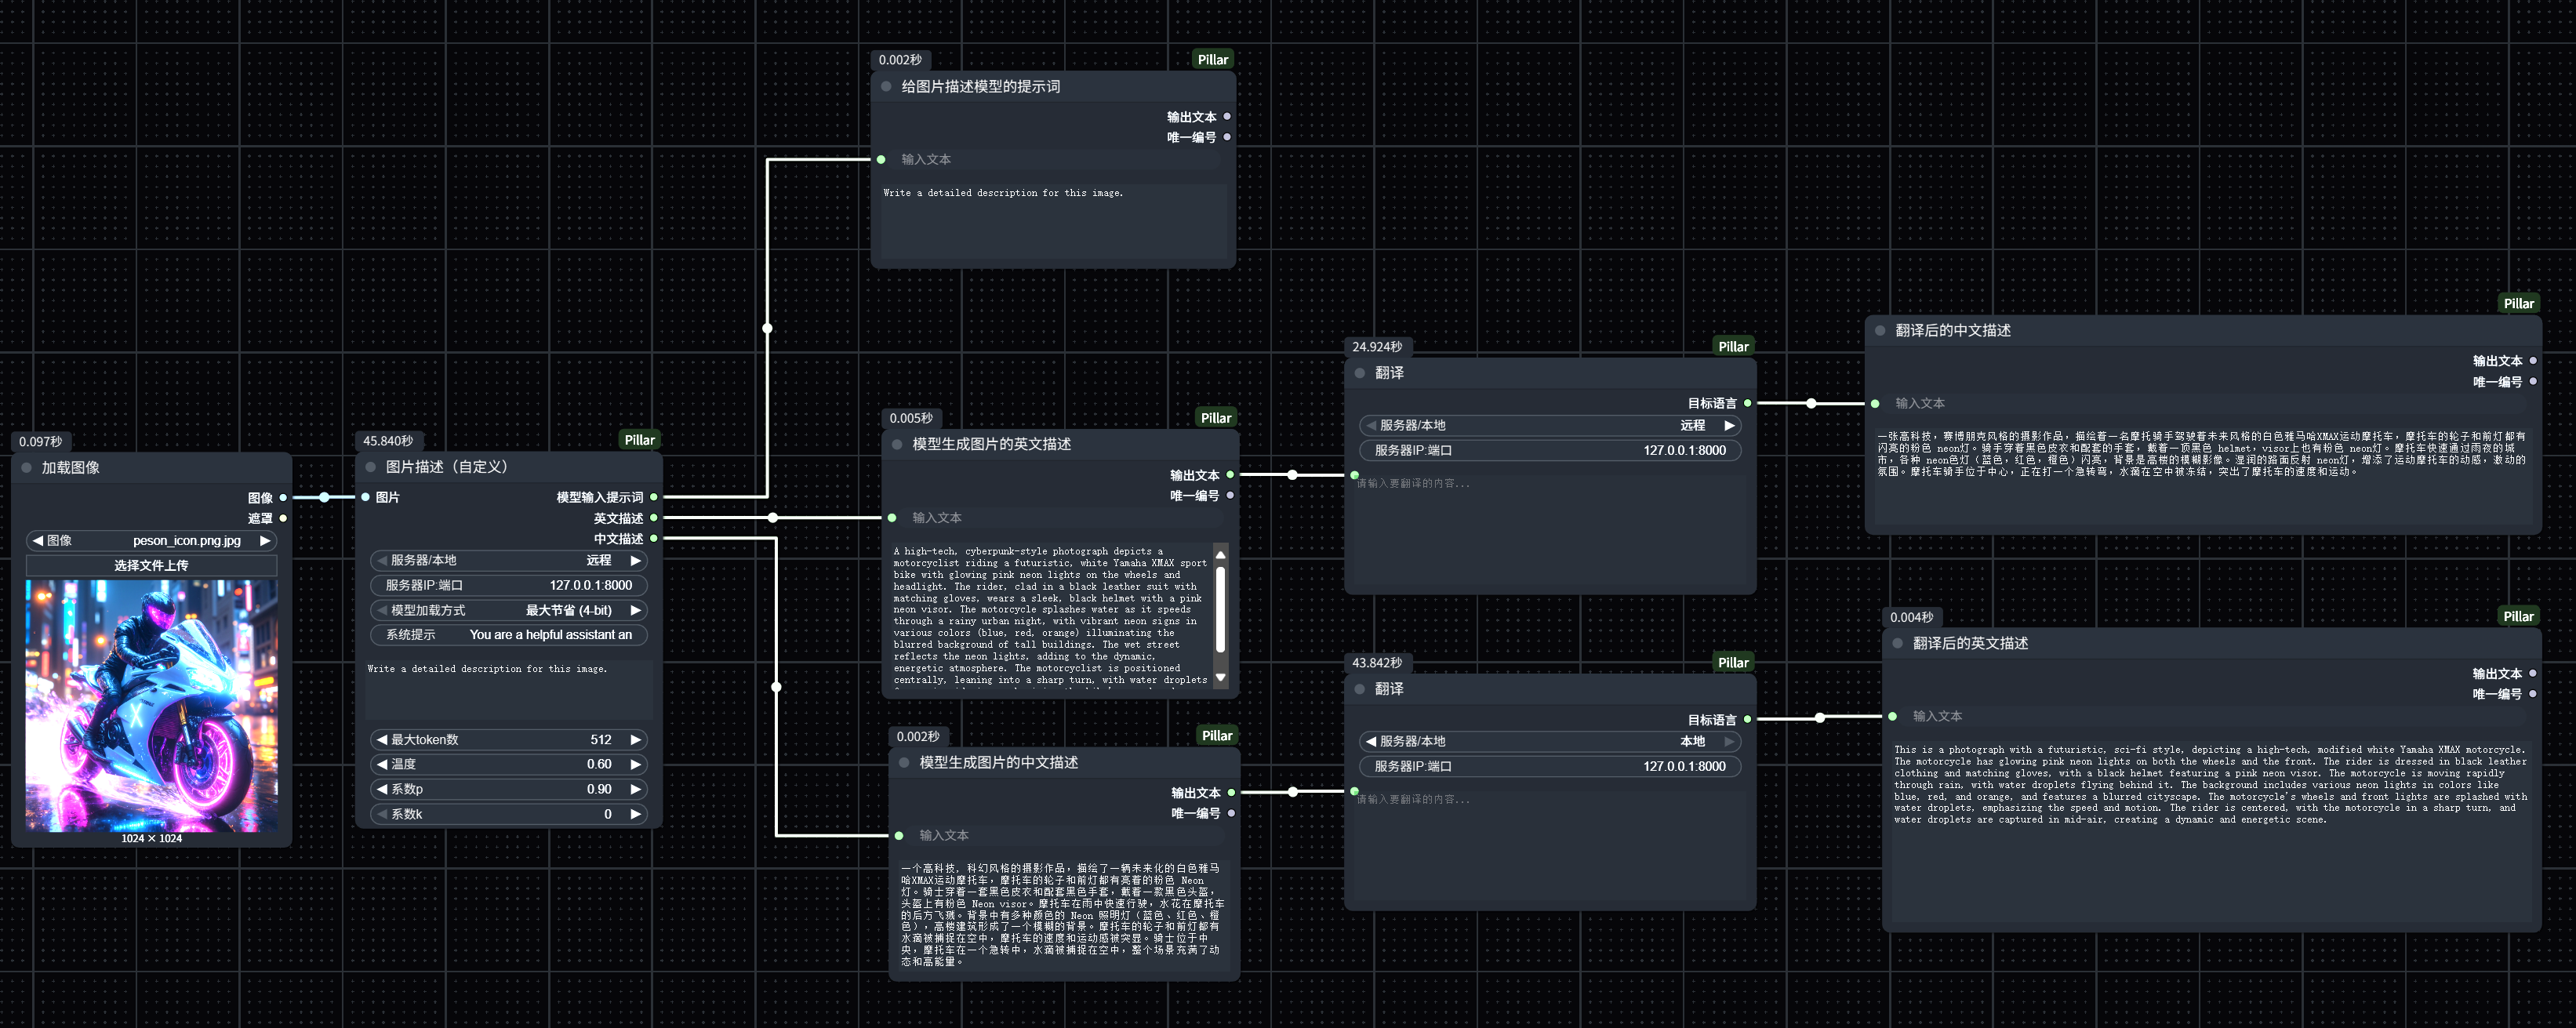 0.002秒
Pillar
给图片描述模型的提示词
输出文本
唯一编号
输入文本
Write a detailed description for this image.
0.097秒
加载图像
图像
遮罩
图像
peson_icon.png.jpg
选择文件上传
1024 × 1024
45.840秒
Pillar
图片描述（自定义）
图片
模型输入提示词
英文描述
中文描述
服务器/本地
远程
服务器IP:端口
127.0.0.1:8000
模型加载方式
最大节省 (4-bit)
系统提示
You are a helpful assistant an
Write a detailed description for this image.
最大token数
512
温度
0.60
系数p
0.90
系数k
0
0.005秒
Pillar
模型生成图片的英文描述
输出文本
唯一编号
输入文本
A high-tech, cyberpunk-style photograph depicts a
motorcyclist riding a futuristic, white Yamaha XMAX sport
bike with glowing pink neon lights on the wheels and
headlight. The rider, clad in a black leather suit with
matching gloves, wears a sleek, black helmet with a pink
neon visor. The motorcycle splashes water as it speeds
through a rainy urban night, with vibrant neon signs in
various colors (blue, red, orange) illuminating the
blurred background of tall buildings. The wet street
reflects the neon lights, adding to the dynamic,
energetic atmosphere. The motorcyclist is positioned
centrally, leaning into a sharp turn, with water droplets
0.002秒
Pillar
模型生成图片的中文描述
输出文本
唯一编号
输入文本
一个高科技, 科幻风格的摄影作品，描绘了一辆未来化的白色雅马
哈XMAX运动摩托车，摩托车的轮子和前灯都有亮着的粉色 Neon
灯。骑士穿着一套黑色皮衣和配套黑色手套，戴着一款黑色头盔，
头盔上有粉色 Neon visor。摩托车在雨中快速行驶，水花在摩托车
的后方飞溅。背景中有多种颜色的 Neon 照明灯（蓝色、红色、橙
色），高楼建筑形成了一个模糊的背景。摩托车的轮子和前灯都有
水滴被捕捉在空中，摩托车的速度和运动感被突显。骑士位于中
央，摩托车在一个急转中，水滴被捕捉在空中，整个场景充满了动
态和高能量。
24.924秒
Pillar
翻译
目标语言
服务器/本地
远程
服务器IP:端口
127.0.0.1:8000
请输入要翻译的内容...
43.842秒
Pillar
翻译
目标语言
服务器/本地
本地
服务器IP:端口
127.0.0.1:8000
请输入要翻译的内容...
Pillar
翻译后的中文描述
输出文本
唯一编号
输入文本
一张高科技，赛博朋克风格的摄影作品，描绘着一名摩托骑手驾驶着未来风格的白色雅马哈XMAX运动摩托车，摩托车的轮子和前灯都有
闪亮的粉色 neon灯。骑手穿着黑色皮衣和配套的手套，戴着一顶黑色 helmet，visor上也有粉色 neon灯。摩托车快速通过雨夜的城
市，各种 neon色灯（蓝色，红色，橙色）闪亮，背景是高楼的模糊影像。湿润的路面反射 neon灯，增添了运动摩托车的动感，激动的
氛围。摩托车骑手位于中心，正在打一个急转弯，水滴在空中被冻结，突出了摩托车的速度和运动。
0.004秒
Pillar
翻译后的英文描述
输出文本
唯一编号
输入文本
This is a photograph with a futuristic, sci-fi style, depicting a high-tech, modified white Yamaha XMAX motorcycle.
The motorcycle has glowing pink neon lights on both the wheels and the front. The rider is dressed in black leather
clothing and matching gloves, with a black helmet featuring a pink neon visor. The motorcycle is moving rapidly
through rain, with water droplets flying behind it. The background includes various neon lights in colors like
blue, red, and orange, and features a blurred cityscape. The motorcycle's wheels and front lights are splashed with
water droplets, emphasizing the speed and motion. The rider is centered, with the motorcycle in a sharp turn, and
water droplets are captured in mid-air, creating a dynamic and energetic scene.